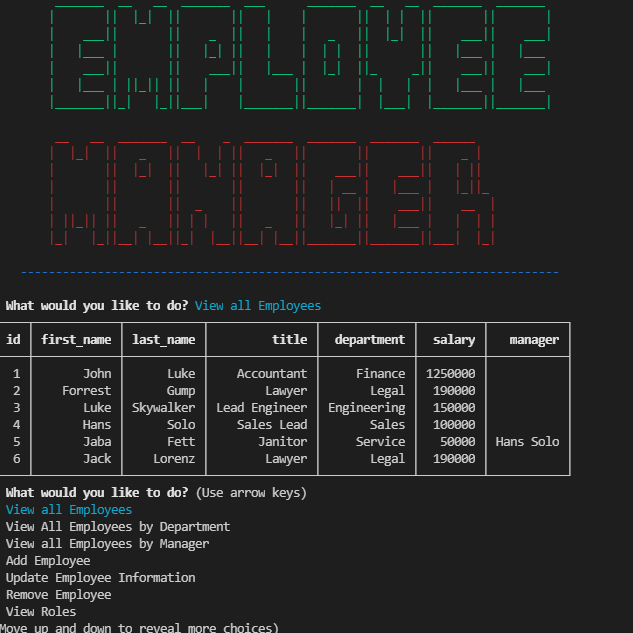 EMPLOYEE
MANAGER
What would you like to do? View all Employees
id first_name last_name title department salary manager
1 John Luke Accountant Finance 1250000
2 Forrest Gump Lawyer Legal 190000
3 Luke Skywalker Lead Engineer Engineering 150000
4 Hans Solo Sales Lead Sales 100000
5 Jaba Fett Janitor Service 50000 Hans Solo
6 Jack Lorenz Lawyer Legal 190000
What would you like to do? (Use arrow keys)
View all Employees
View All Employees by Department
View all Employees by Manager
Add Employee
Update Employee Information
Remove Employee
View Roles
Move up and down to reveal more choices)